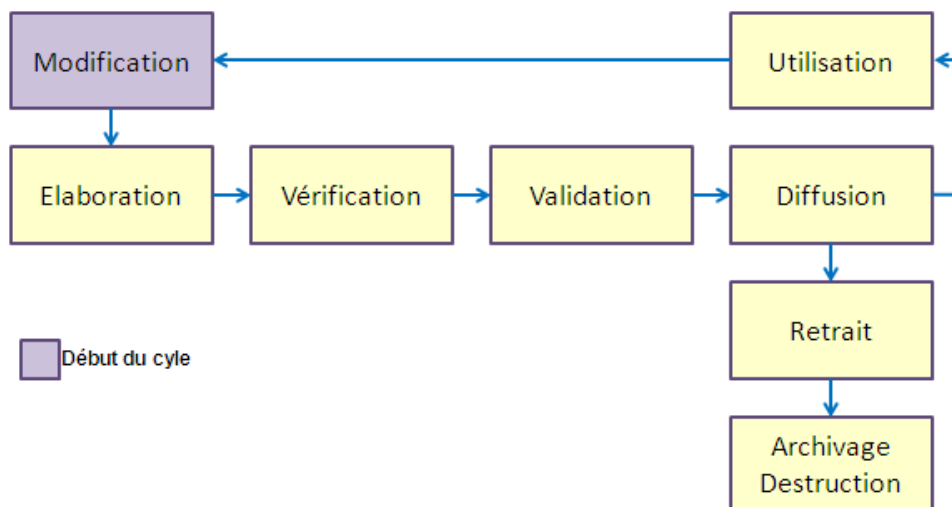 Modification
Utilisation
Elaboration
Vérification
Validation
Diffusion
Retrait
Début du cyle
Archivage
Destruction